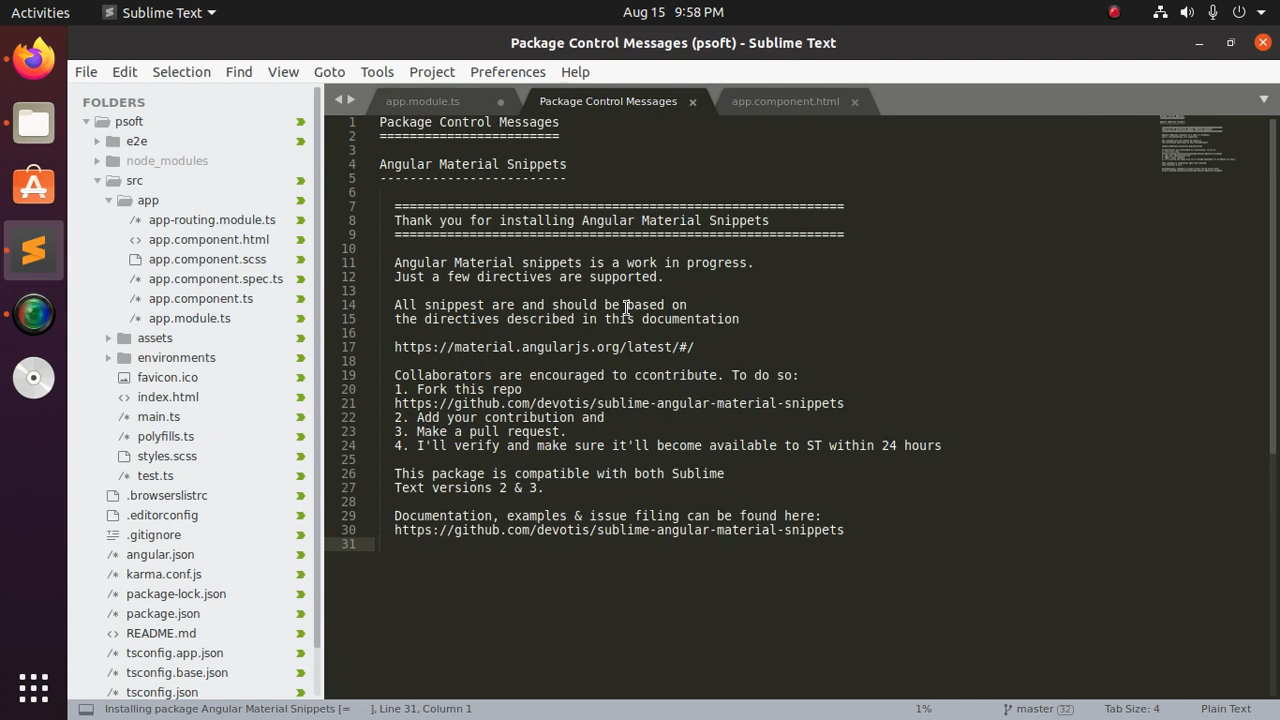 Activities
Sublime Text
Aug 15 9:58 PM
Package Control Messages (psoft) - Sublime Text
File Edit Selection Find View Goto Tools Project Preferences Help
FOLDERS
psoft
e2e
node_modules
src
app
app-routing.module.ts
app.component.html
app.component.scss
app.component.spec.ts
app.component.ts
app.module.ts
assets
environments
favicon.ico
index.html
main.ts
polyfills.ts
styles.scss
test.ts
.browserslistrc
.editorconfig
.gitignore
angular.json
karma.conf.js
package-lock.json
package.json
README.md
tsconfig.app.json
tsconfig.base.json
tsconfig.json
app.module.ts
Package Control Messages
app.component.html
1 Package Control Messages
2 ========================
3
4 Angular Material Snippets
5 -------------------------
6
7 ============================================================
8 Thank you for installing Angular Material Snippets
9 ============================================================
10
11 Angular Material snippets is a work in progress.
12 Just a few directives are supported.
13
14 All snippest are and should be based on
15 the directives described in this documentation
16
17 https://material.angularjs.org/latest/#/
18
19 Collaborators are encouraged to ccontribute. To do so:
20 1. Fork this repo
21 https://github.com/devotis/sublime-angular-material-snippets
22 2. Add your contribution and
23 3. Make a pull request.
24 4. I'll verify and make sure it'll become available to ST within 24 hours
25
26 This package is compatible with both Sublime
27 Text versions 2 & 3.
28
29 Documentation, examples & issue filing can be found here:
30 https://github.com/devotis/sublime-angular-material-snippets
31
Installing package Angular Material Snippets [= ], Line 31, Column 1
1%
master 32
Tab Size: 4
Plain Text